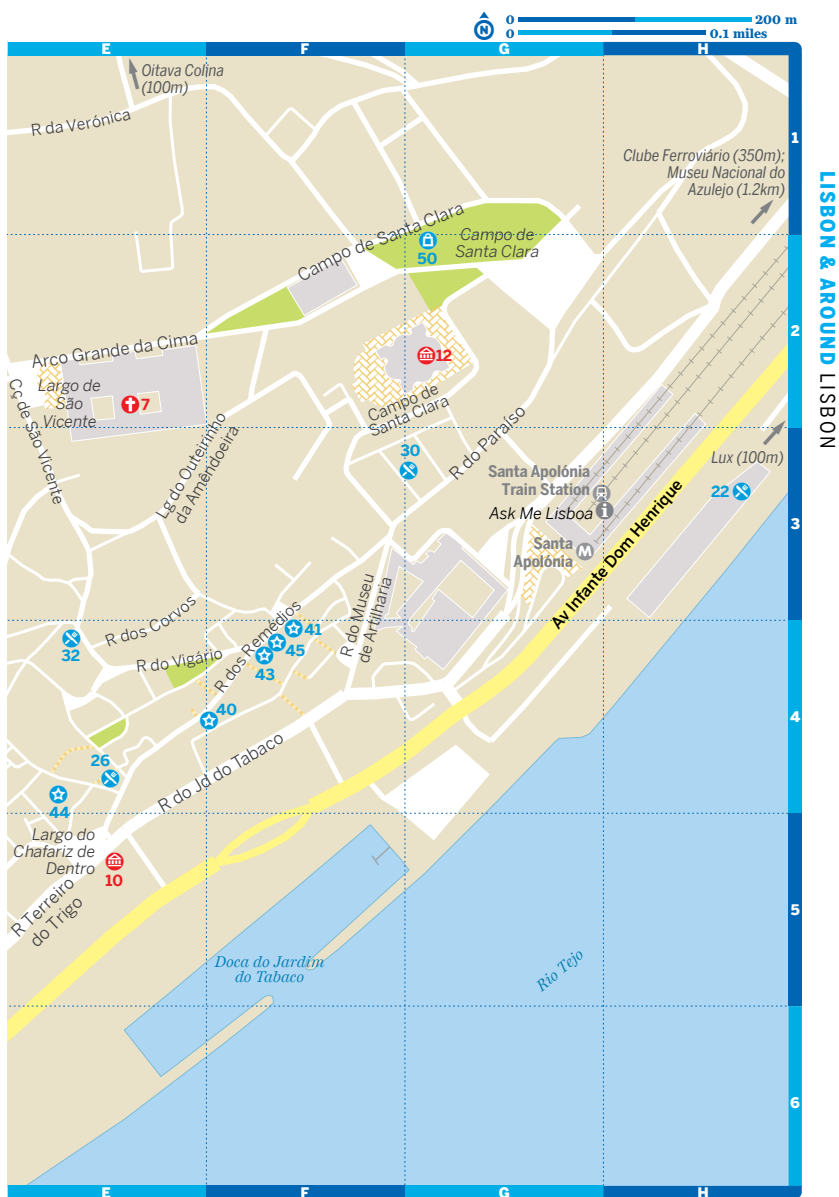 N
0
200 m
0
0.1 miles
E
F
G
H
Oitava Colina
(100m)
R da Verónica
1
Clube Ferroviário (350m);
Museu Nacional do
Azulejo (1.2km)
LISBON & AROUND LISBON
Campo de Santa Clara
50
Campo de
Santa Clara
Arco Grande da Cima
2
12
Largo de
São
Vicente
7
Campo de
Santa Clara
Cç de São Vicente
Lg do Outeirinho
da Amêndoeira
30
R do Paraíso
Lux (100m)
Santa Apolónia
Train Station
22
Ask Me Lisboa
i
3
Santa
Apolónia
M
Av Infante Dom Henrique
R do Museu
de Artilharia
R dos Corvos
R dos Remédios
41
32
45
R do Vigário
43
40
4
26
R do Jd do Tabaco
44
Largo do
Chafariz de
Dentro
10
R Terreiro
do Trigo
5
Doca do Jardim
do Tabaco
Rio Tejo
6
E
F
G
H